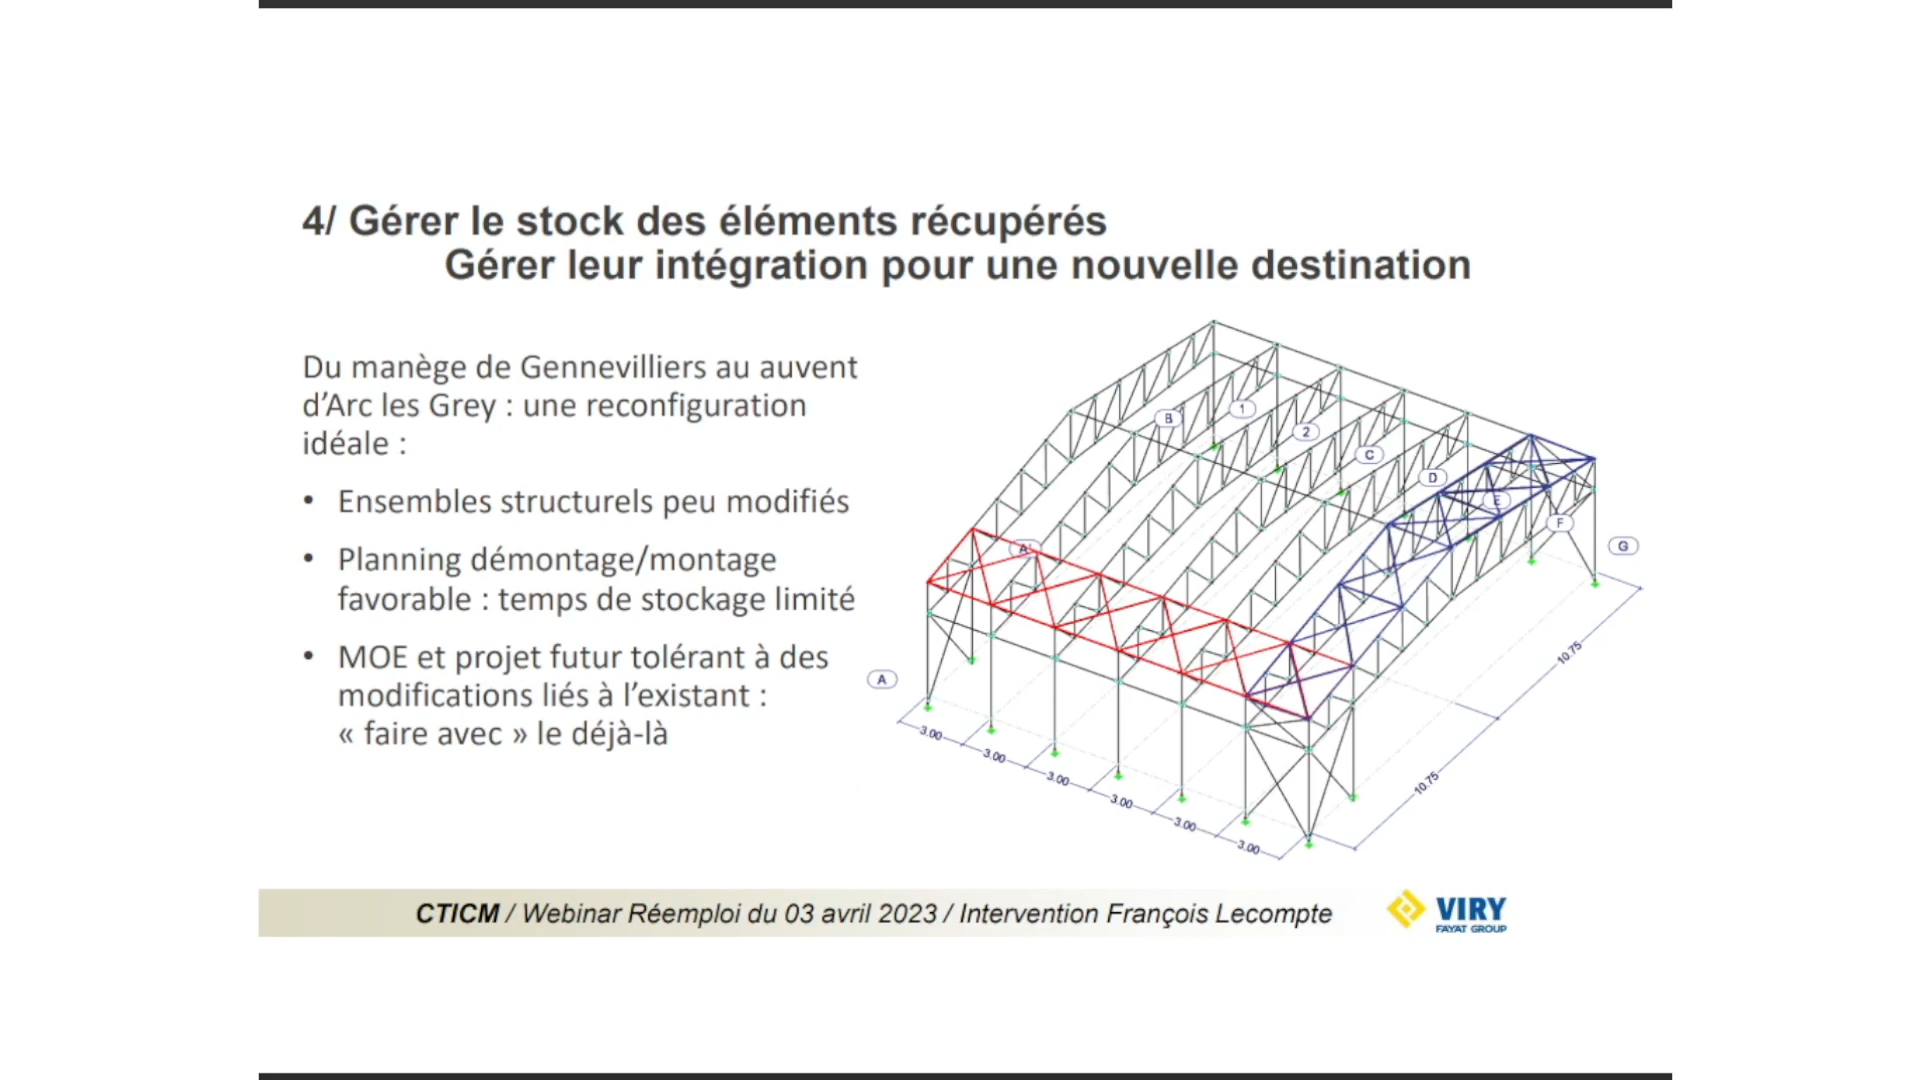 4/ Gérer le stock des éléments récupérés
Gérer leur intégration pour une nouvelle destination
Du manège de Gennevilliers au auvent
d’Arc les Grey : une reconfiguration
idéale :
• Ensembles structurels peu modifiés
• Planning démontage/montage
favorable : temps de stockage limité
• MOE et projet futur tolérant à des
modifications liés à l’existant :
« faire avec » le déjà-là
B
1
2
C
D
E
F
G
A'
A
3.00
3.00
3.00
3.00
3.00
3.00
10.75
10.75
CTICM / Webinar Réemploi du 03 avril 2023 / Intervention François Lecompte
VIRY
FAYAT GROUP